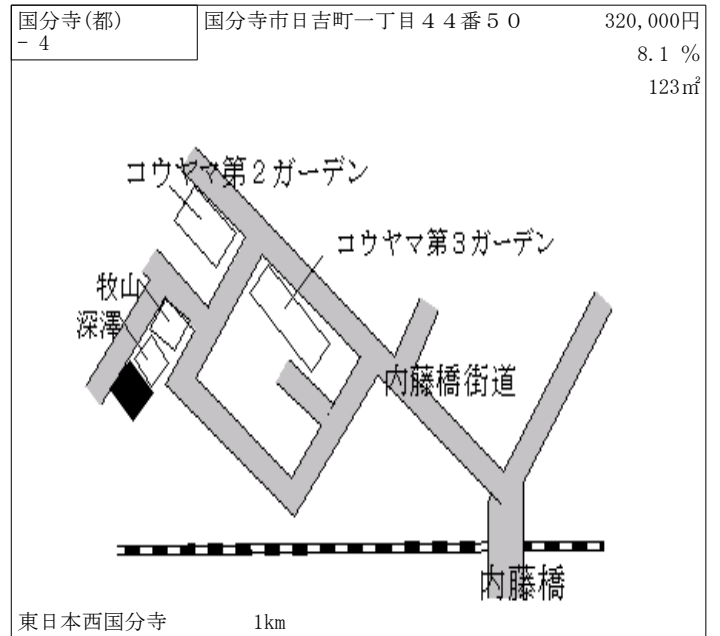 国分寺(都)
- 4
国分寺市日吉町一丁目４４番５０
320,000円
8.1 %
123㎡
コウヤマ第２ガーデン
コウヤマ第３ガーデン
牧山
深澤
内藤橋街道
内藤橋
東日本西国分寺 1km